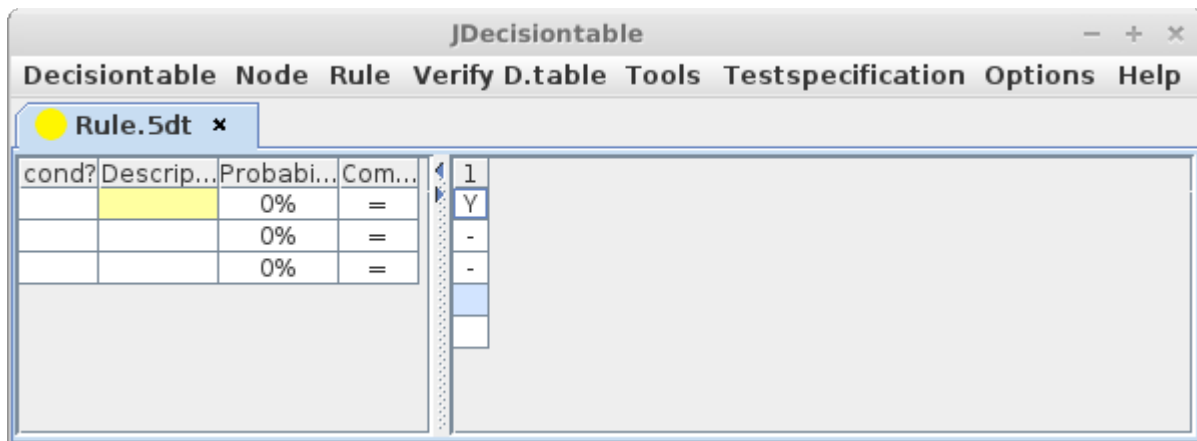 JDecisiontable
Decisiontable Node Rule Verify D.table Tools Testspecification Options Help
Rule.5dt
cond? Descrip... Probabi... Com... 1
0% = Y
0% = -
0% = -